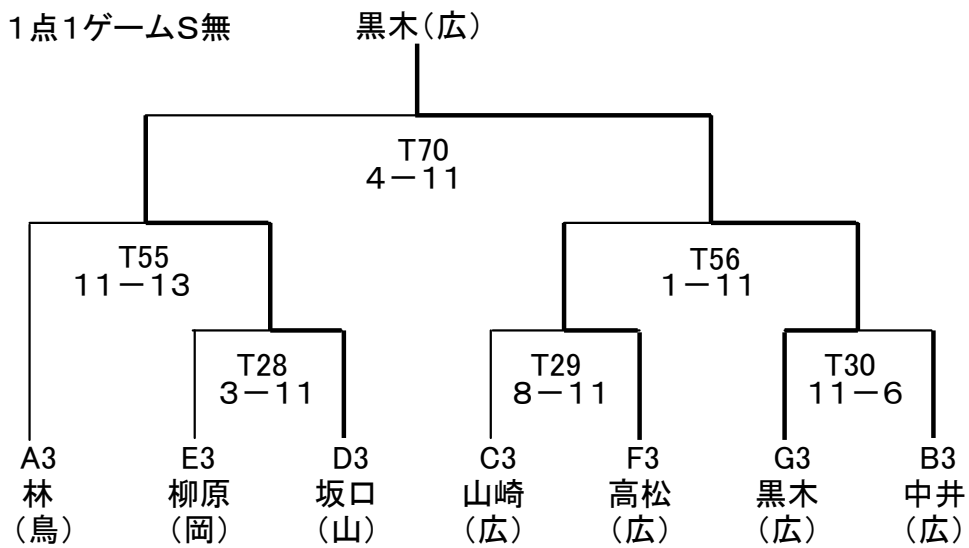 1点1ゲームS無
黒木(広)
T70
4-11
T55
11-13
T56
1-11
T28
3-11
T29
8-11
T30
11-6
A3 E3 D3 C3 F3 G3 B3
林 柳原 坂口 山崎 高松 黒木 中井
(鳥) (岡) (山) (広) (広) (広) (広)